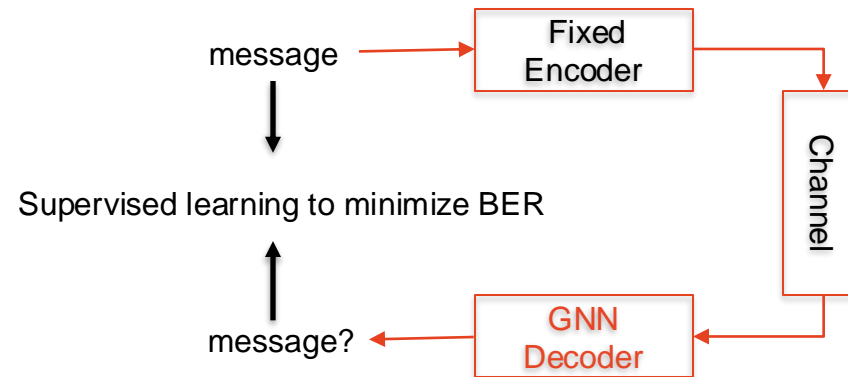 message
Fixed
Encoder
Channel
Supervised learning to minimize BER
GNN
Decoder
message?